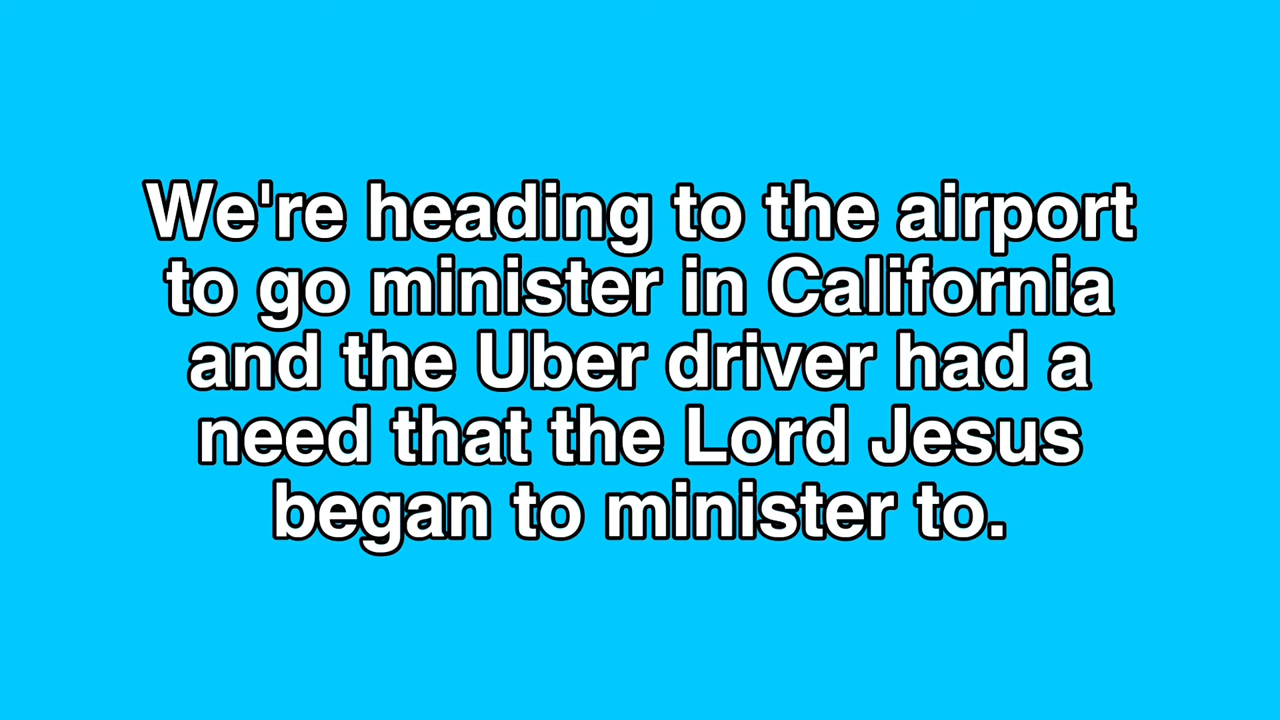 We're heading to the airport
to go minister in California
and the Uber driver had a
need that the Lord Jesus
began to minister to.